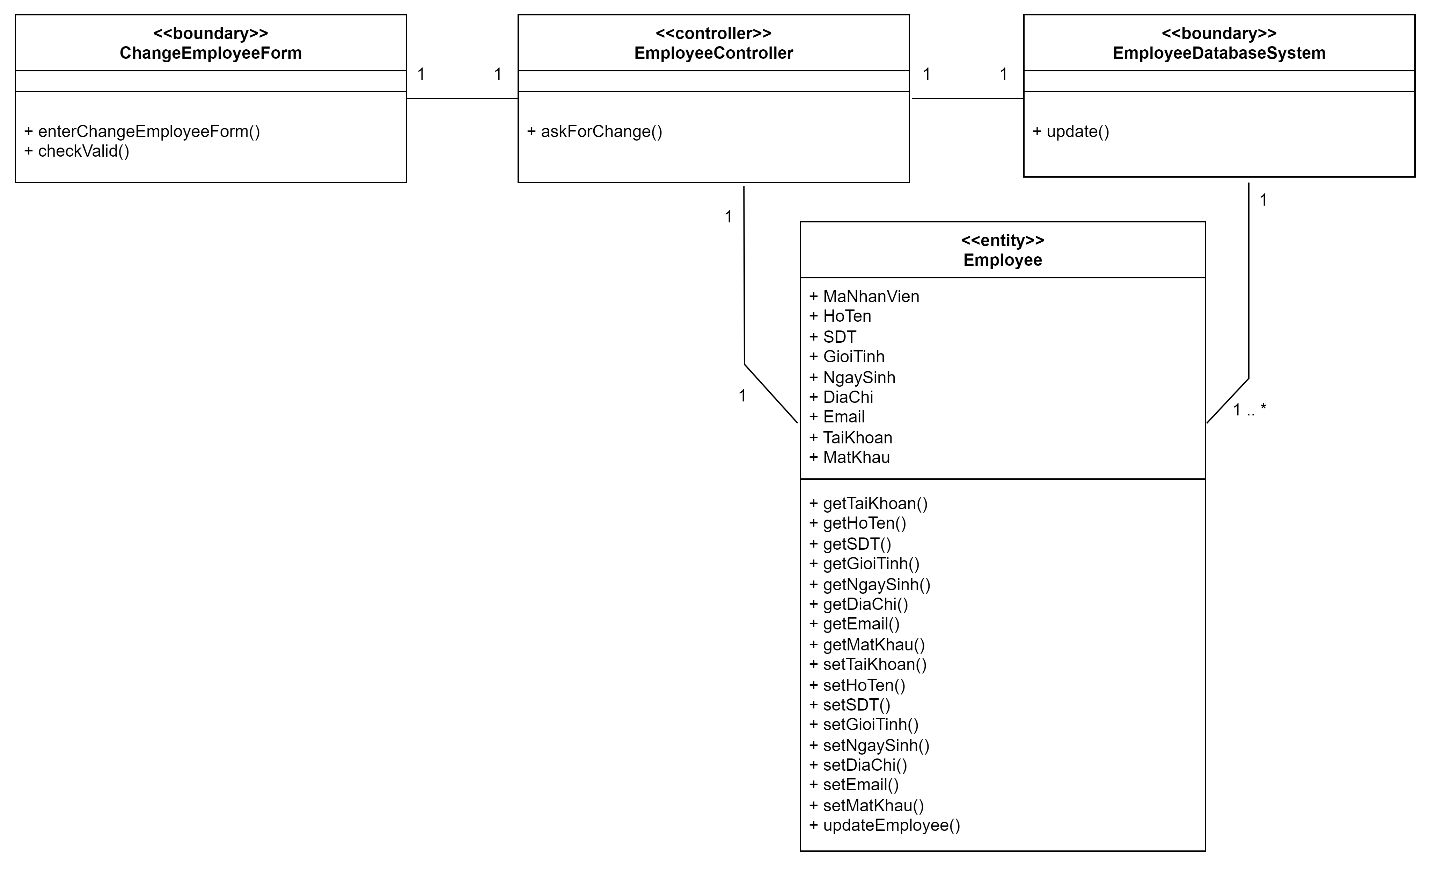 <<boundary>>
ChangeEmployeeForm
+ enterChangeEmployeeForm()
+ checkValid()
1
1
<<controller>>
EmployeeController
+ askForChange()
1
1
<<boundary>>
EmployeeDatabaseSystem
+ update()
1
1
1
1 .. *
<<entity>>
Employee
+ MaNhanVien
+ HoTen
+ SDT
+ GioiTinh
+ NgaySinh
+ DiaChi
+ Email
+ TaiKhoan
+ MatKhau
+ getTaiKhoan()
+ getHoTen()
+ getSDT()
+ getGioiTinh()
+ getNgaySinh()
+ getDiaChi()
+ getEmail()
+ getMatKhau()
+ setTaiKhoan()
+ setHoTen()
+ setSDT()
+ setGioiTinh()
+ setNgaySinh()
+ setDiaChi()
+ setEmail()
+ setMatKhau()
+ updateEmployee()